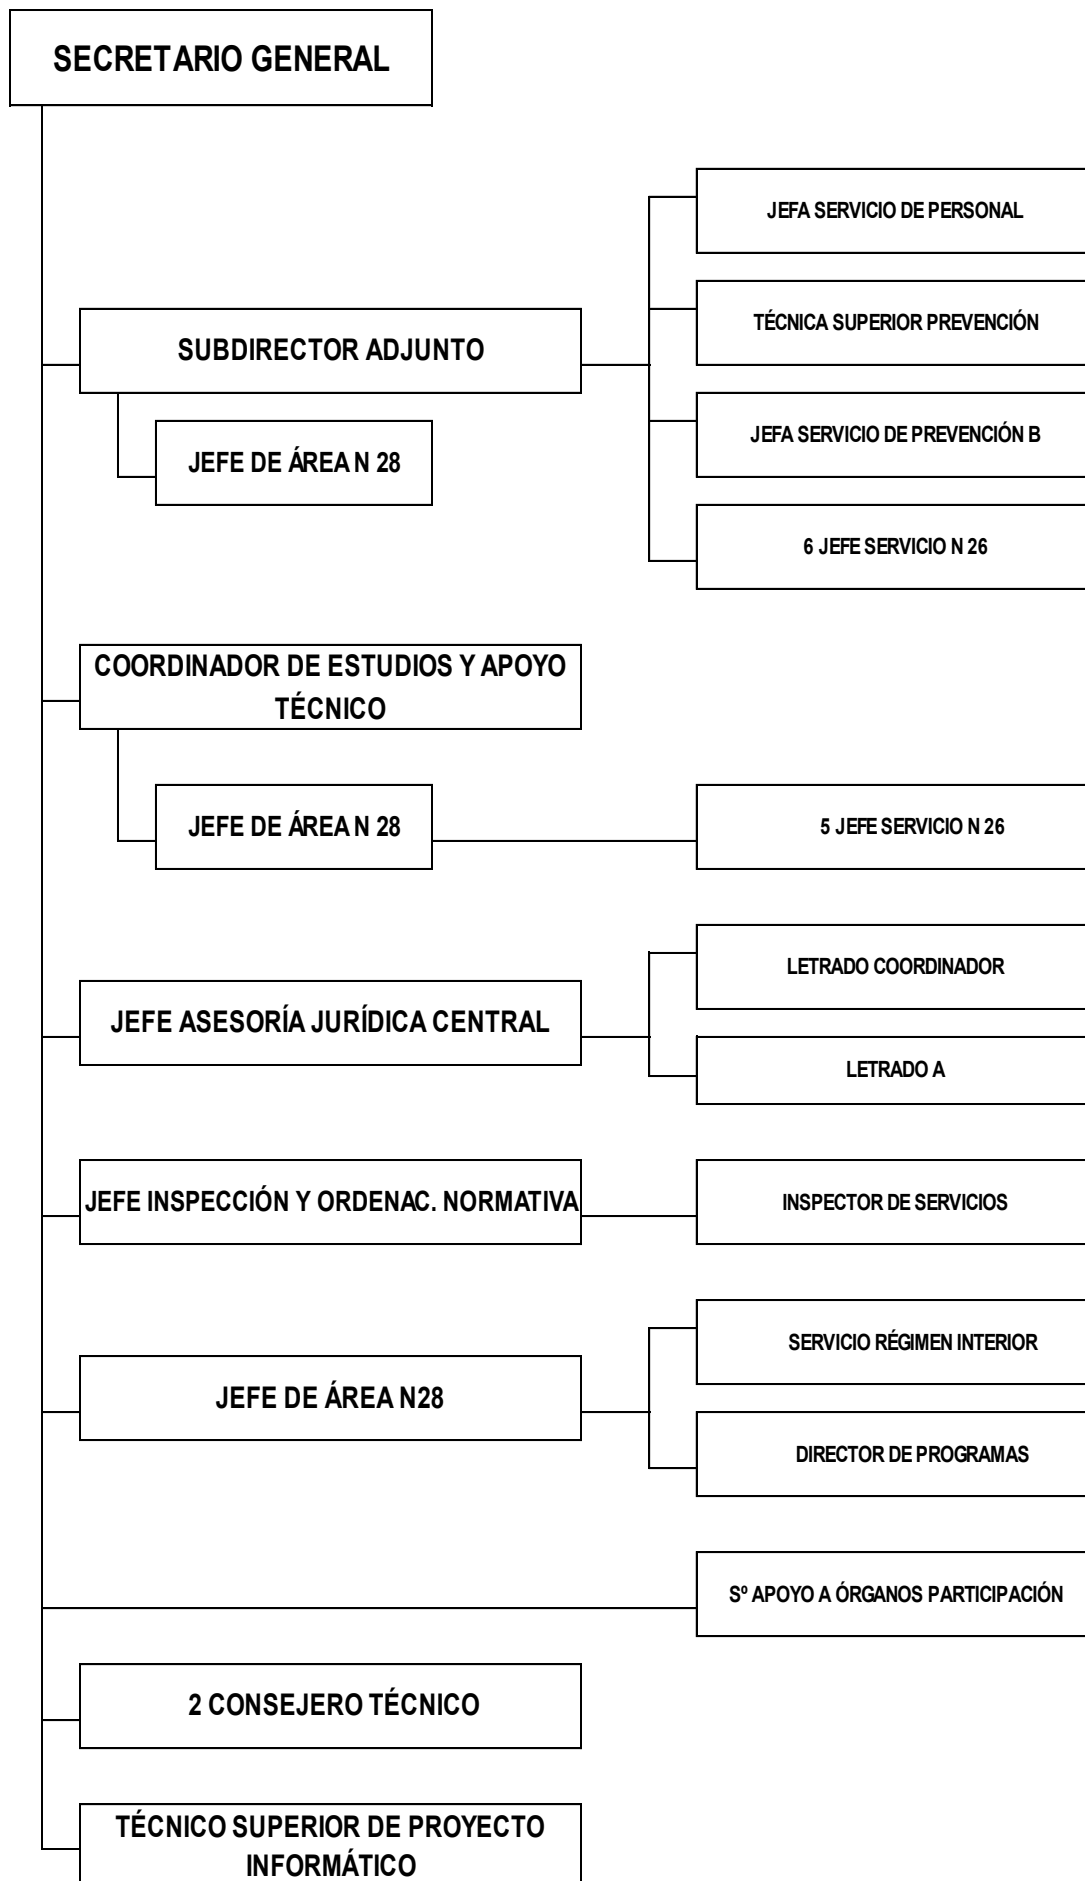 SECRETARIO GENERAL
JEFA SERVICIO DE PERSONAL
TÉCNICA SUPERIOR PREVENCIÓN
SUBDIRECTOR ADJUNTO
JEFA SERVICIO DE PREVENCIÓN B
JEFE DE ÁREA N 28
6 JEFE SERVICIO N 26
COORDINADOR DE ESTUDIOS Y APOYO
TÉCNICO
JEFE DE ÁREA N 28
5 JEFE SERVICIO N 26
LETRADO COORDINADOR
JEFE ASESORÍA JURÍDICA CENTRAL
LETRADO A
JEFE INSPECCIÓN Y ORDENAC. NORMATIVA
INSPECTOR DE SERVICIOS
SERVICIO RÉGIMEN INTERIOR
JEFE DE ÁREA N28
DIRECTOR DE PROGRAMAS
Sº APOYO A ÓRGANOS PARTICIPACIÓN
2 CONSEJERO TÉCNICO
TÉCNICO SUPERIOR DE PROYECTO
INFORMÁTICO